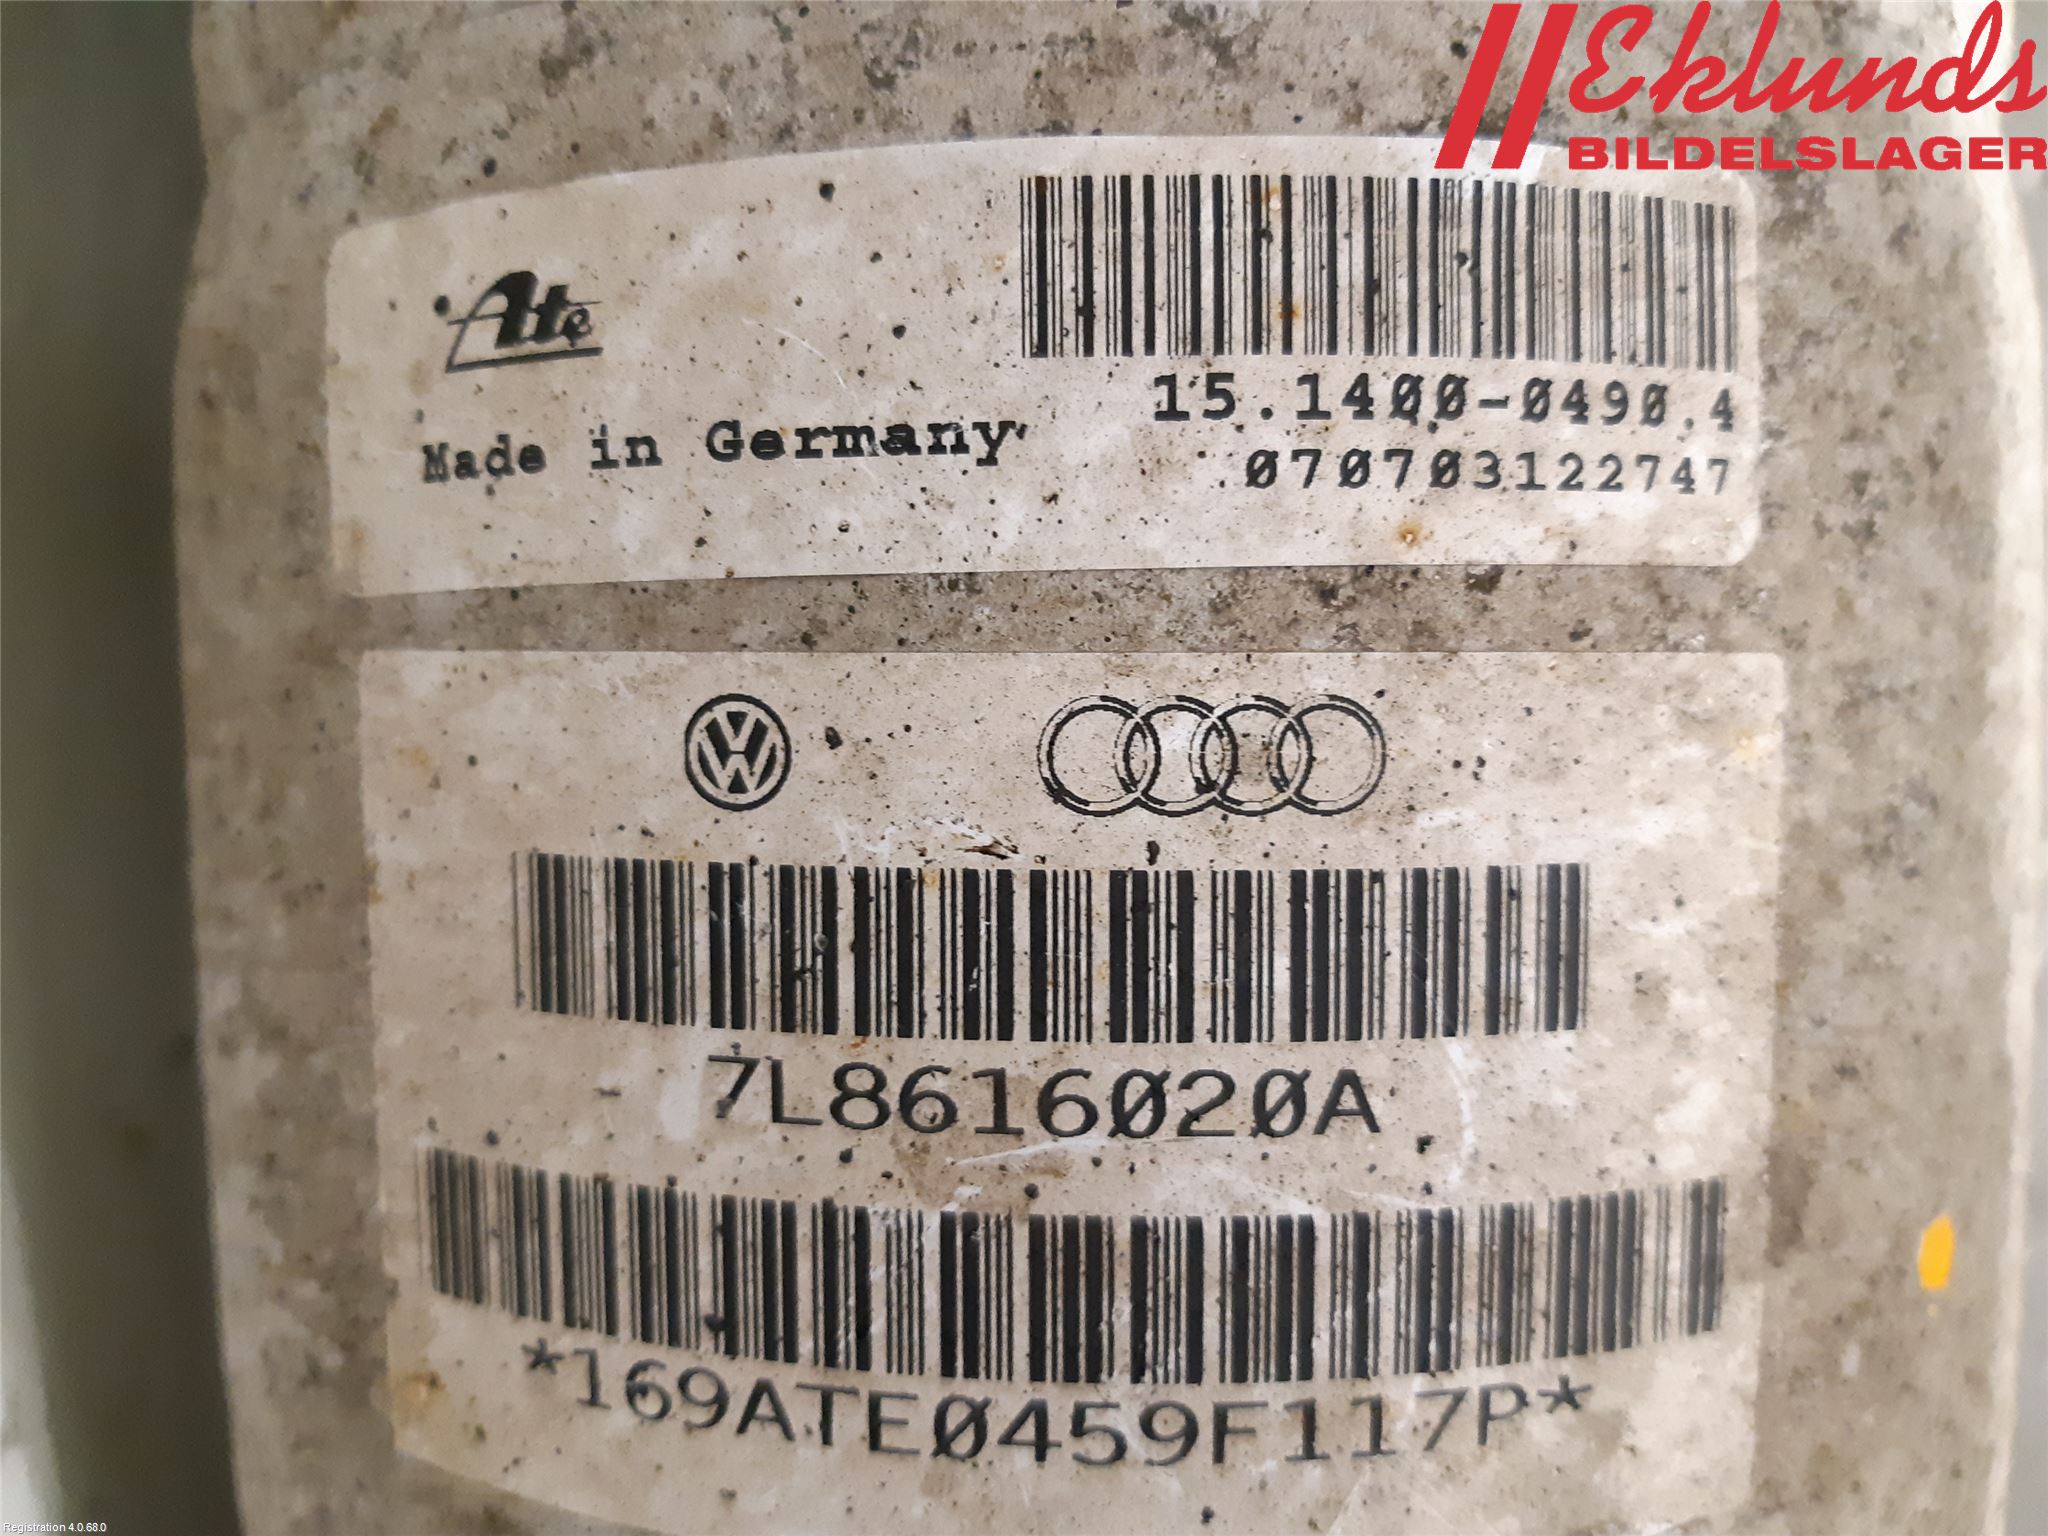 Eklunds
BILDELSLAGER
Ate
15.1400-0490.4
Made in Germany
070703122747
7L8616020A
*169ATE0459F117P*
Registration 4.0.68.0